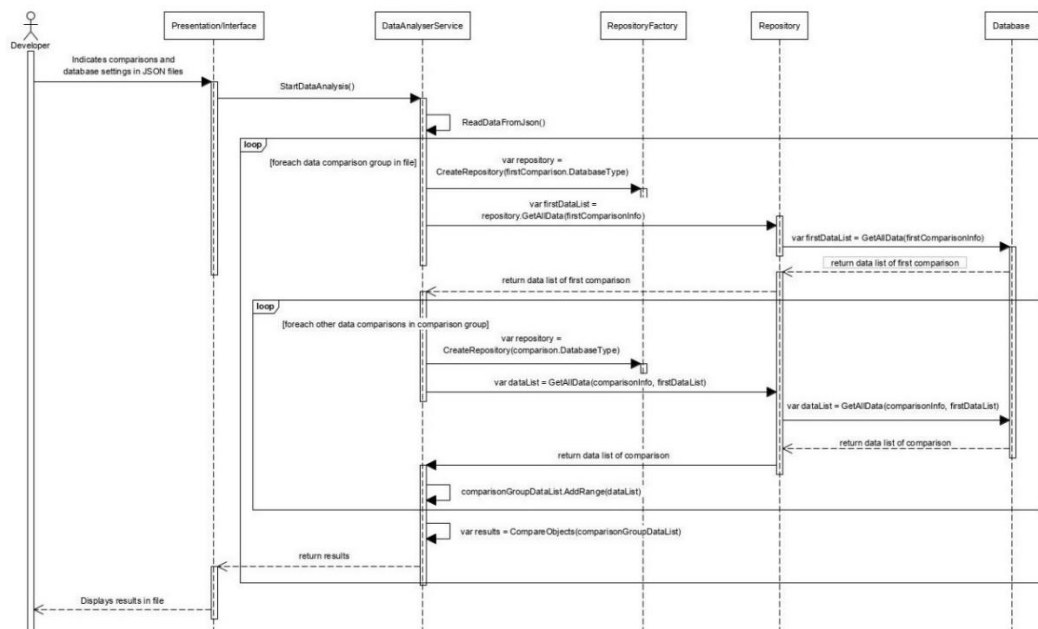 Developer
Presentation/Interface
DataAnalyserService
RepositoryFactory
Repository
Database
Indicates comparisons and
database settings in JSON files
StartDataAnalysis()
ReadDataFromJson()
loop
[foreach data comparison group in file]
var repository =
CreateRepository(firstComparison.DatabaseType)
var firstDataList =
repository.GetAllData(firstComparisonInfo)
var firstDataList = GetAllData(firstComparisonInfo)
return data list of first comparison
return data list of first comparison
loop
[foreach other data comparisons in comparison group]
var repository =
CreateRepository(comparison.DatabaseType)
var dataList = GetAllData(comparisonInfo, firstDataList)
var dataList = GetAllData(comparisonInfo, firstDataList)
return data list of comparison
return data list of comparison
comparisonGroupDataList.AddRange(dataList)
var results = CompareObjects(comparisonGroupDataList)
return results
Displays results in file